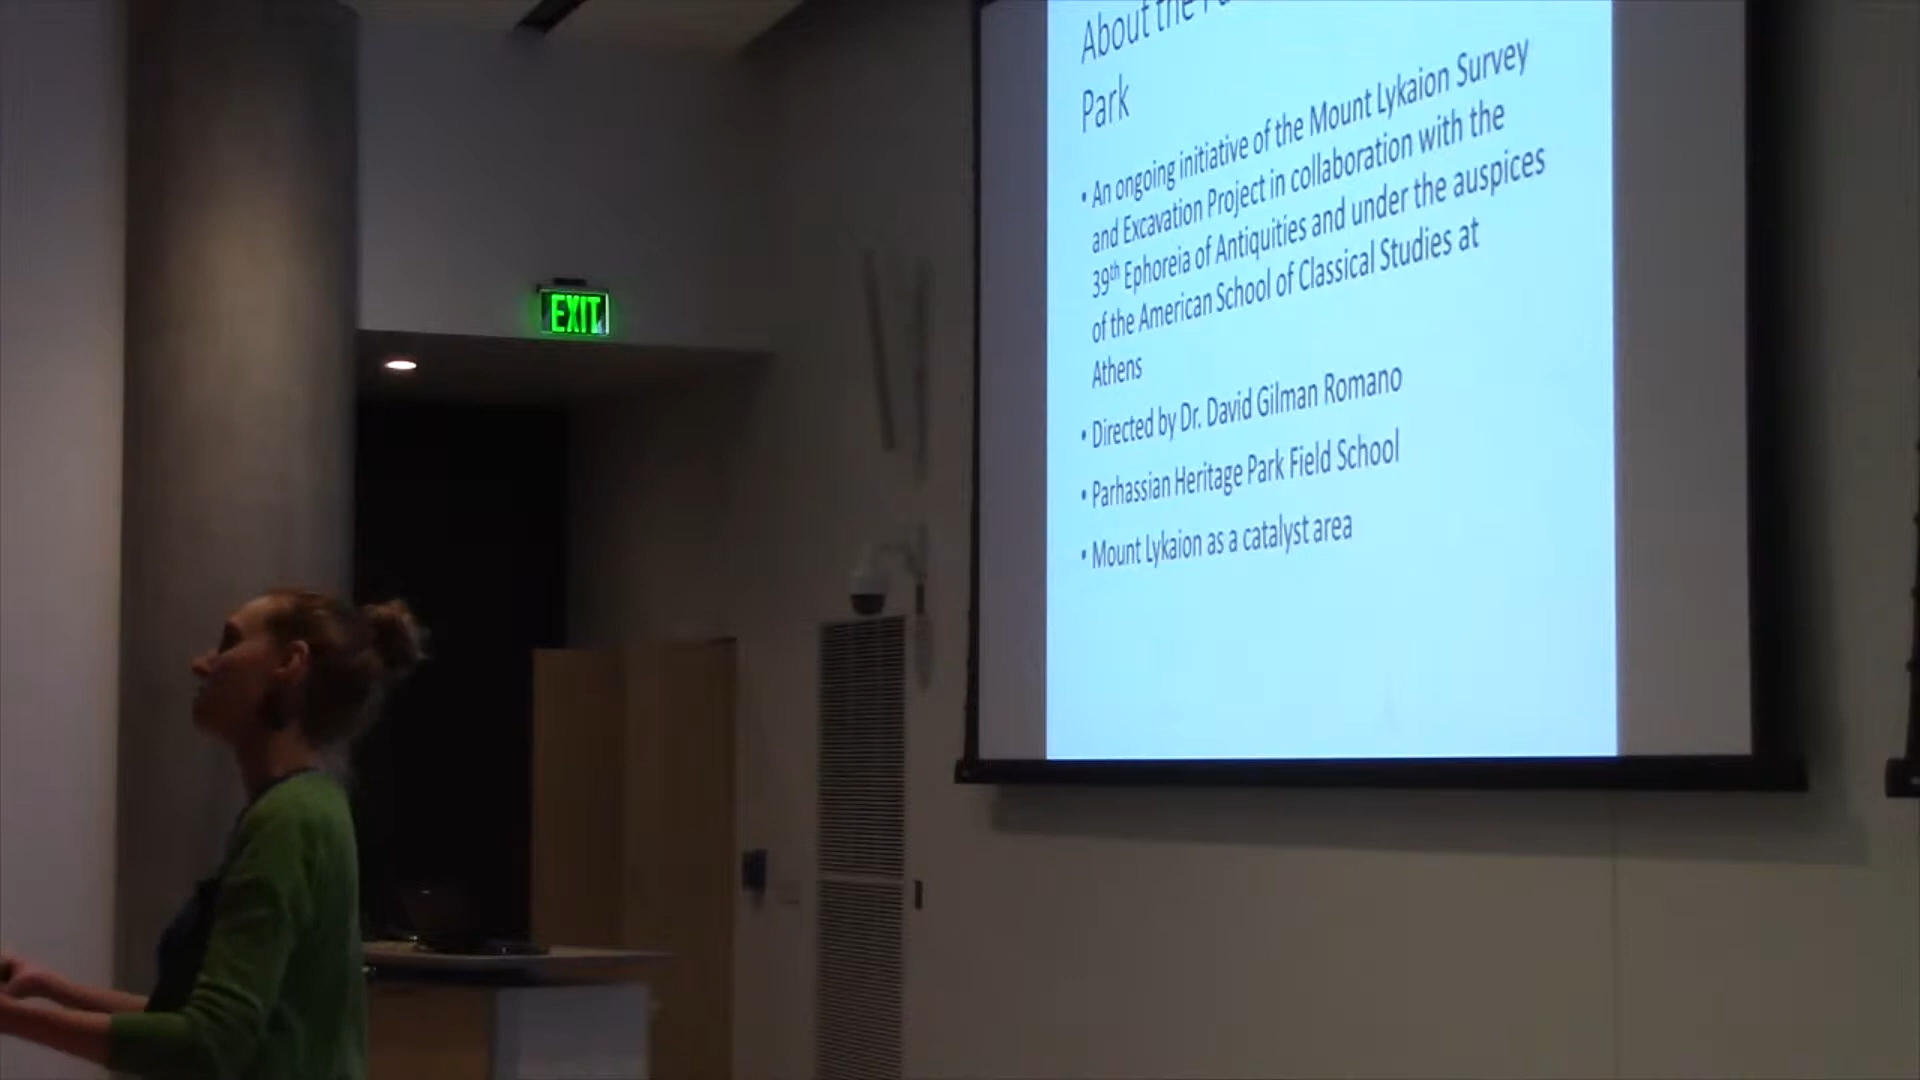 EXIT
About the
Park
• An ongoing initiative of the Mount Lykaion Survey
and Excavation Project in collaboration with the
39th Ephoreia of Antiquities and under the auspices
of the American School of Classical Studies at
Athens
• Directed by Dr. David Gilman Romano
• Parhassian Heritage Park Field School
• Mount Lykaion as a catalyst area